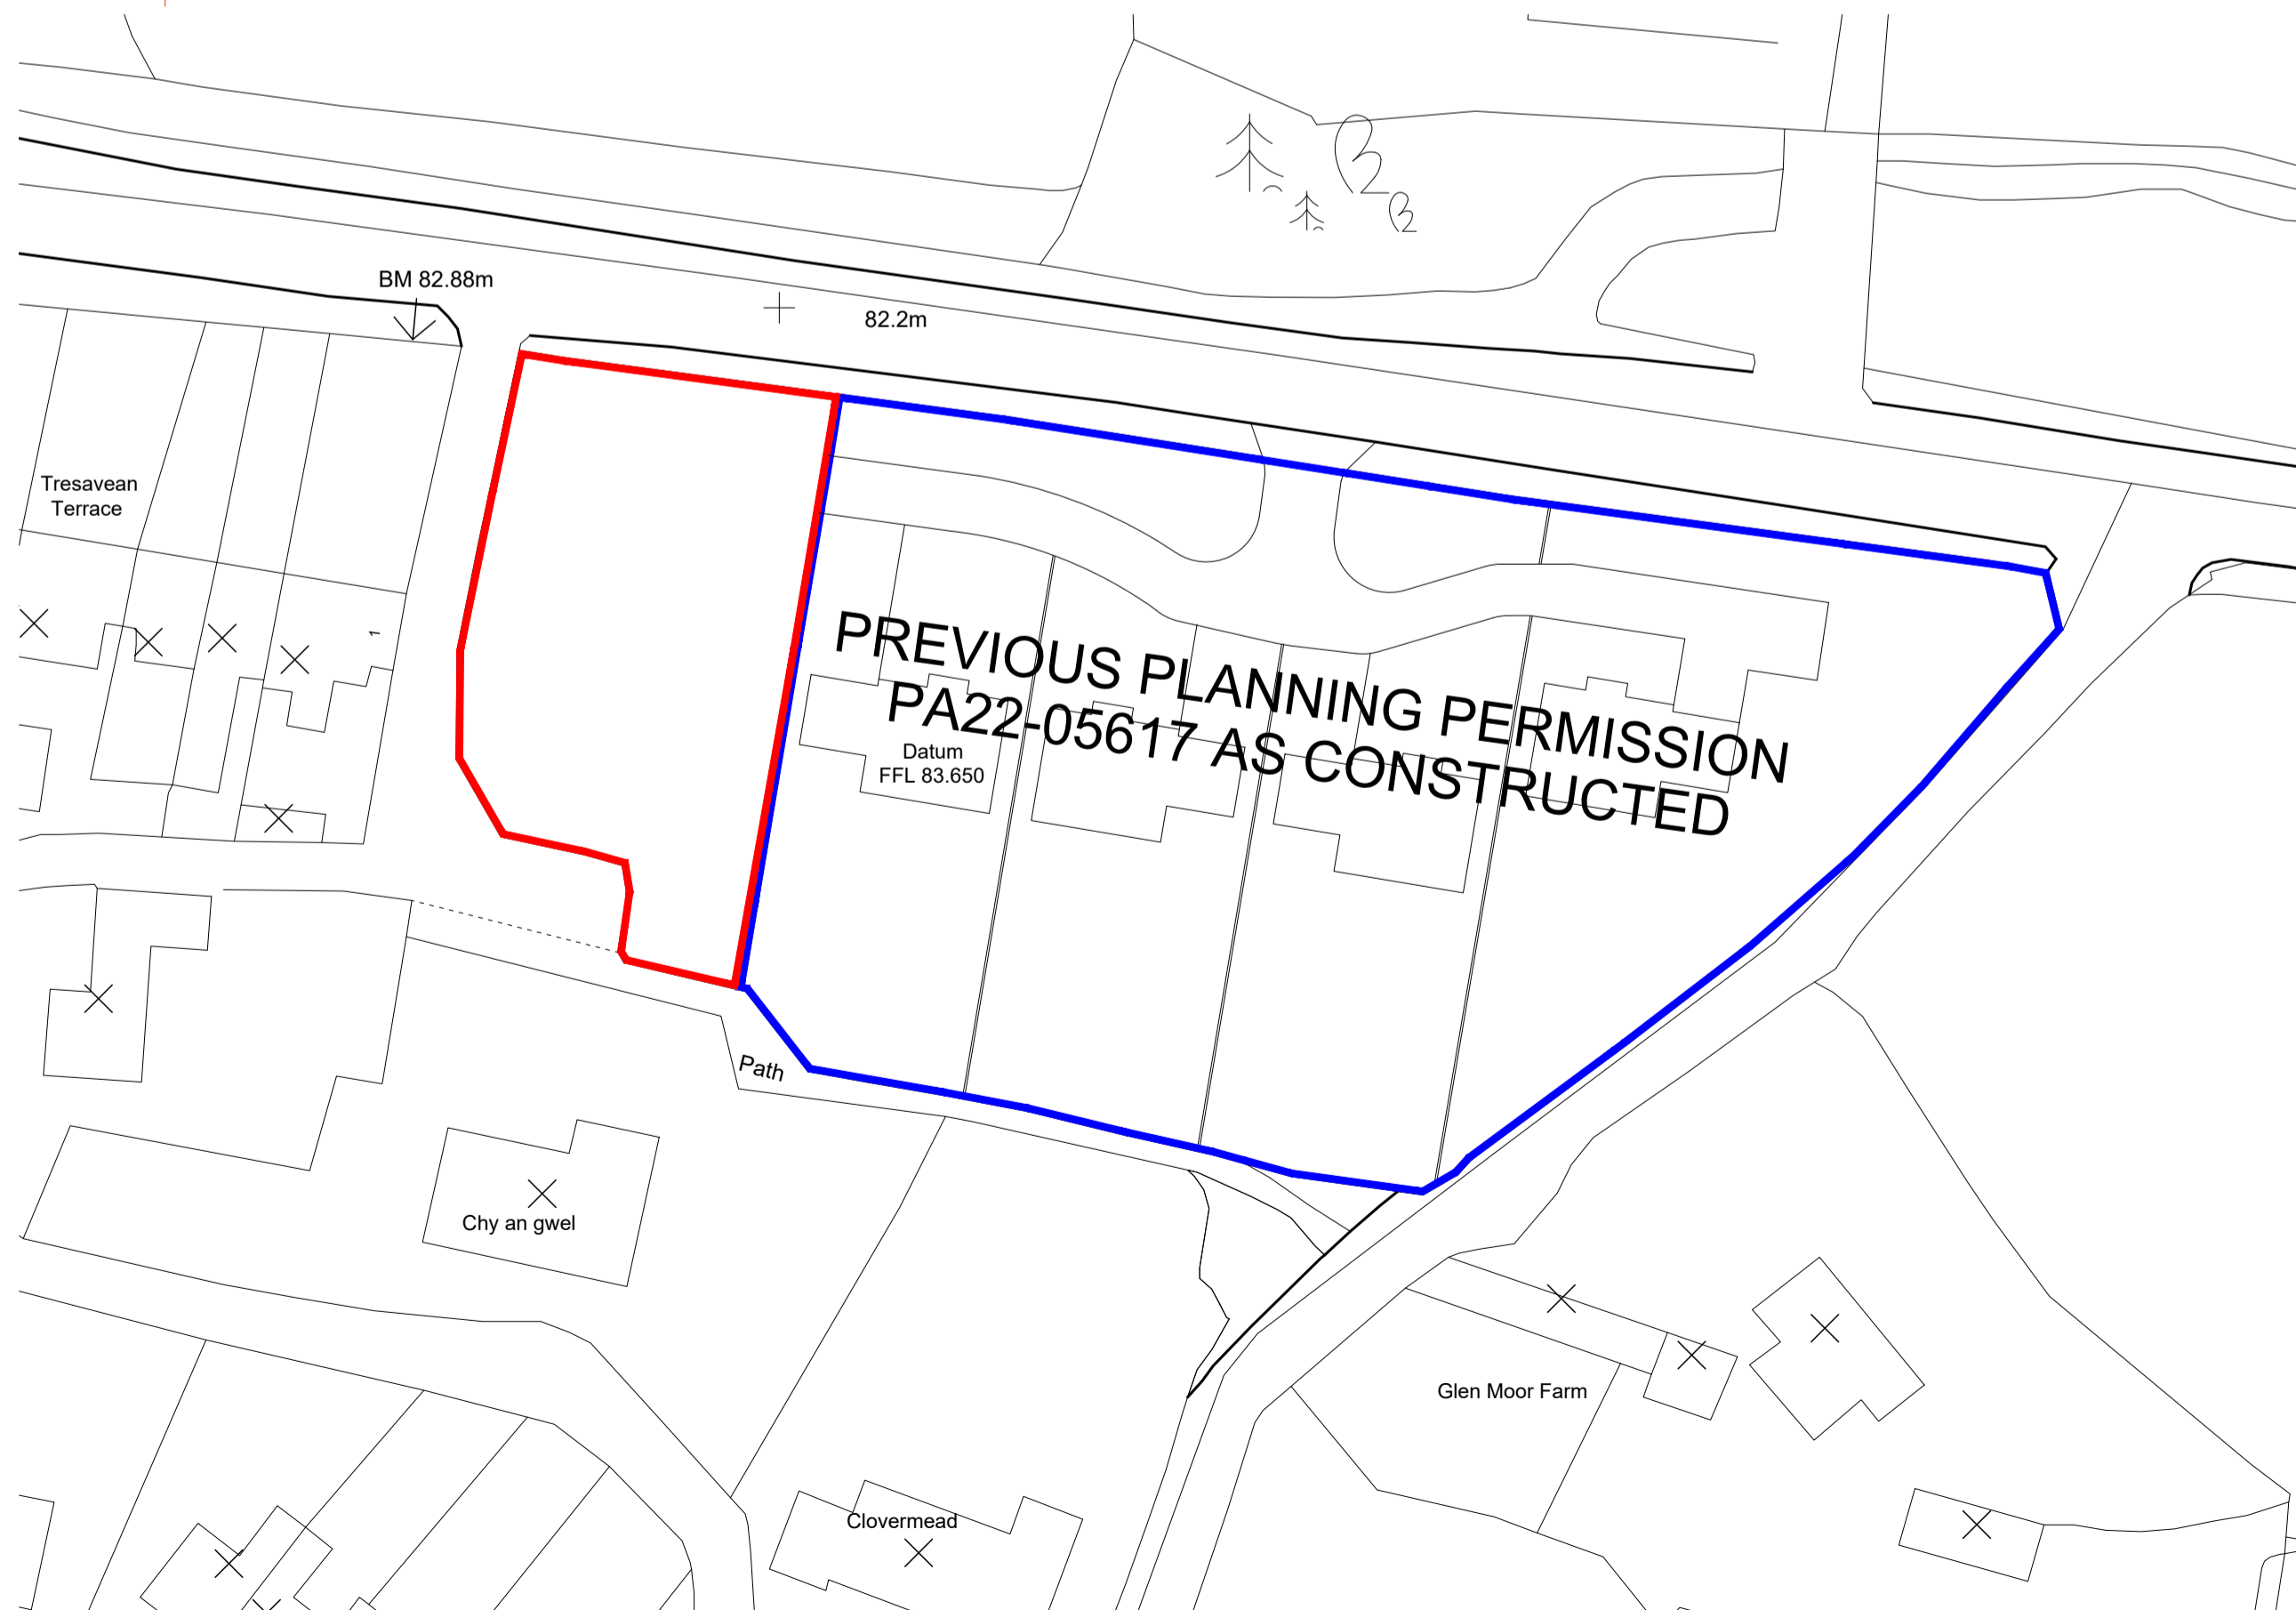 BM 82.88m
82.2m
Tresavean
Terrace
1
PREVIOUS PLANNING PERMISSION
PA22-05617 AS CONSTRUCTED
Datum
FFL 83.650
Path
Chy an gwel
Glen Moor Farm
Clovermead